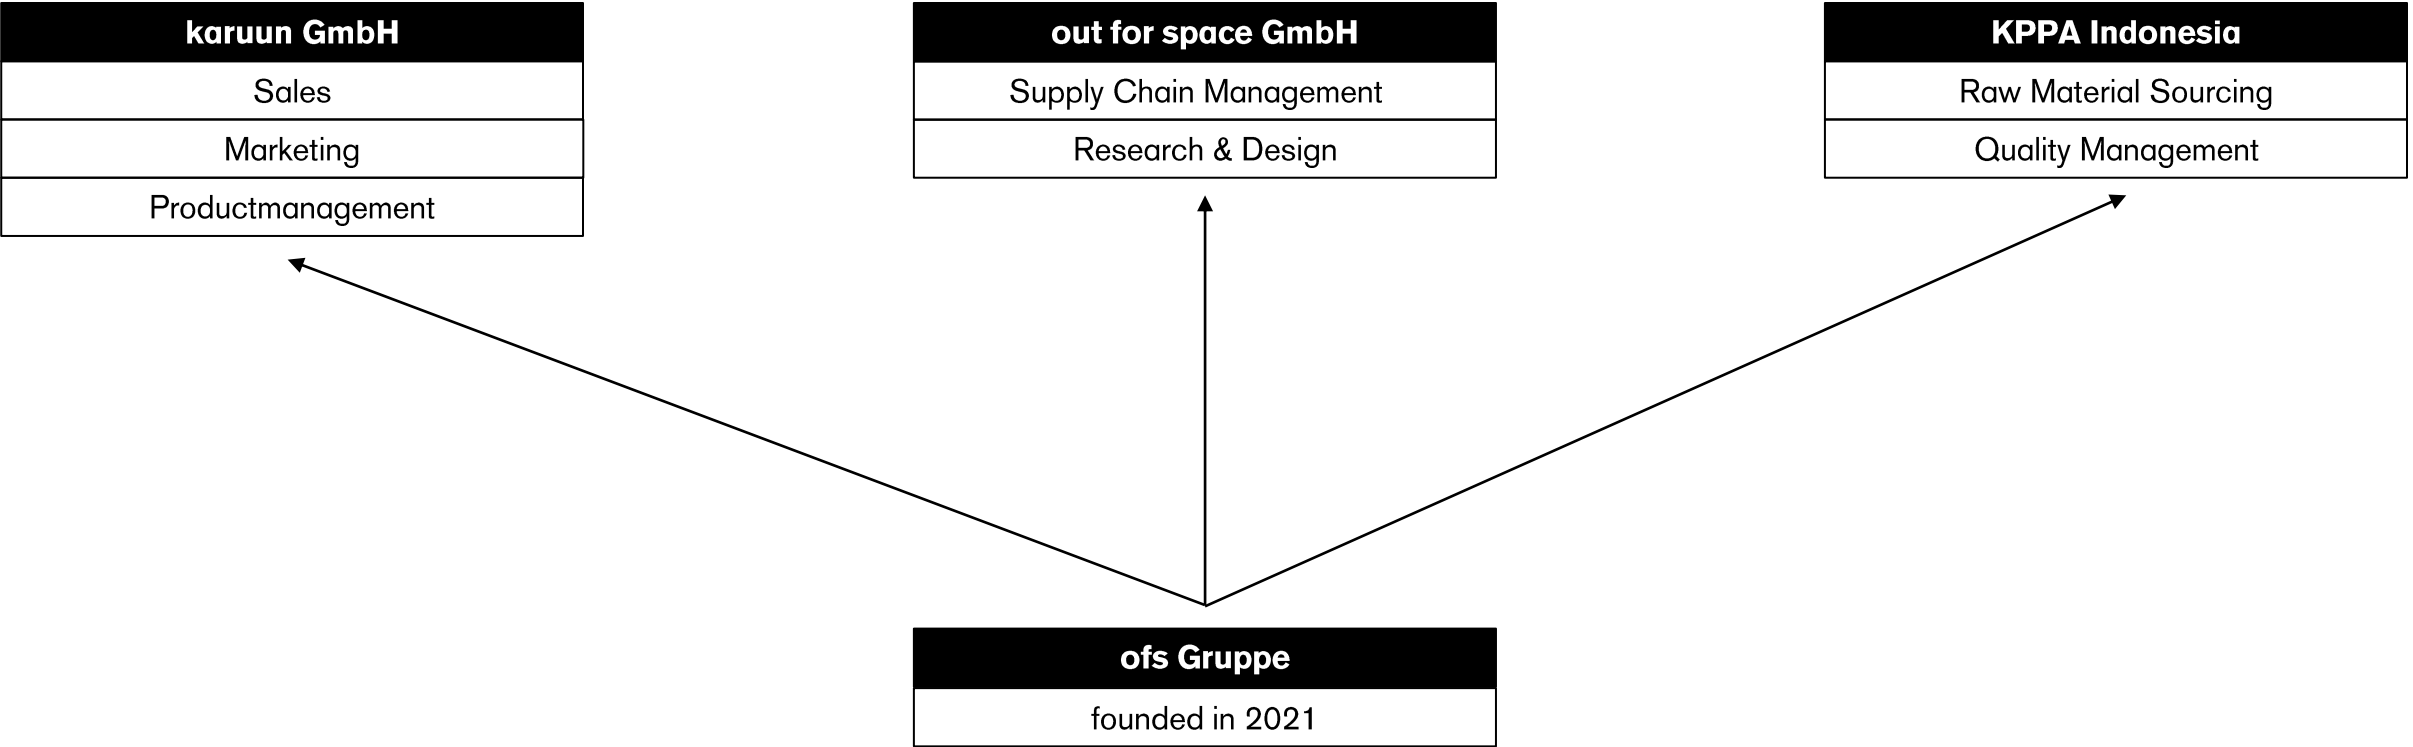 karuun GmbH
Sales
Marketing
Productmanagement
out for space GmbH
Supply Chain Management
Research & Design
KPPA Indonesia
Raw Material Sourcing
Quality Management
ofs Gruppe
founded in 2021